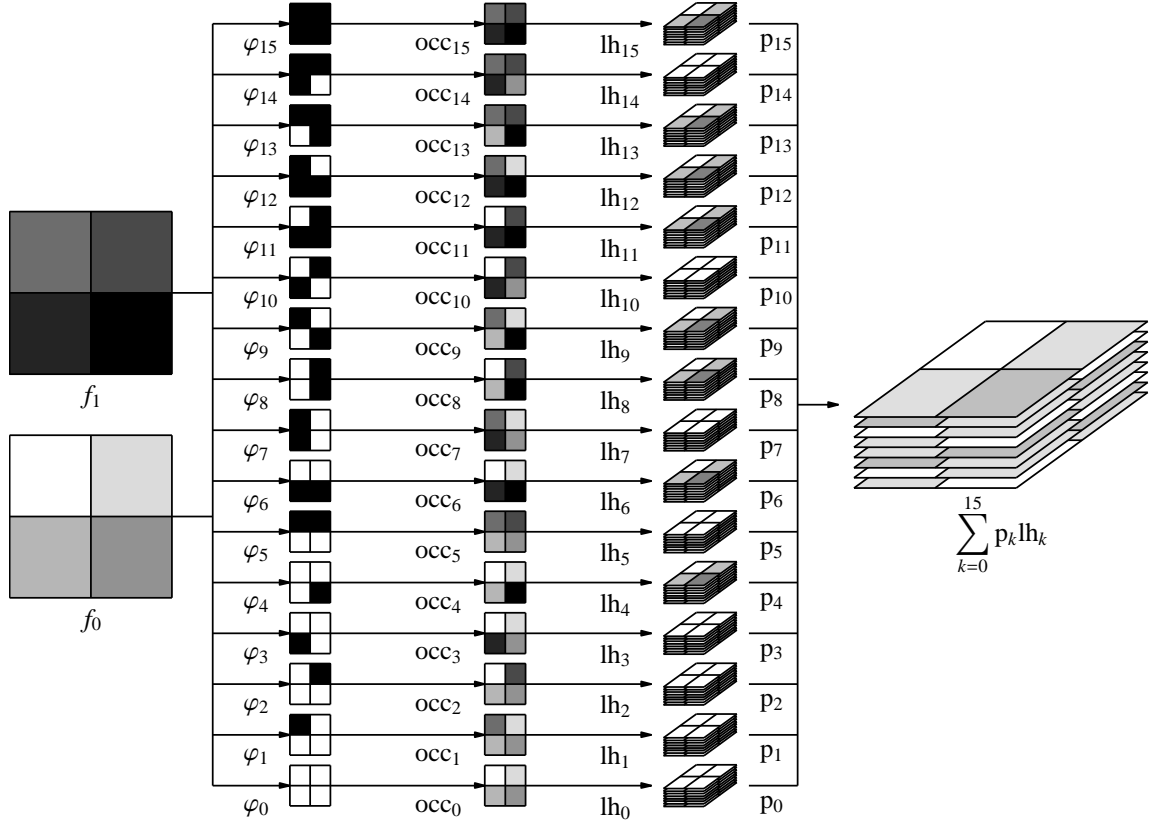 φ₁₅ occ₁₅ lh₁₅ p₁₅
φ₁₄ occ₁₄ lh₁₄ p₁₄
φ₁₃ occ₁₃ lh₁₃ p₁₃
φ₁₂ occ₁₂ lh₁₂ p₁₂
φ₁₁ occ₁₁ lh₁₁ p₁₁
φ₁₀ occ₁₀ lh₁₀ p₁₀
φ₉ occ₉ lh₉ p₉
f₁ φ₈ occ₈ lh₈ p₈
φ₇ occ₇ lh₇ p₇
φ₆ occ₆ lh₆ p₆
φ₅ occ₅ lh₅ p₅
φ₄ occ₄ lh₄ p₄
f₀
φ₃ occ₃ lh₃ p₃
φ₂ occ₂ lh₂ p₂
φ₁ occ₁ lh₁ p₁
φ₀ occ₀ lh₀ p₀
15
∑ pₖlhₖ
k=0